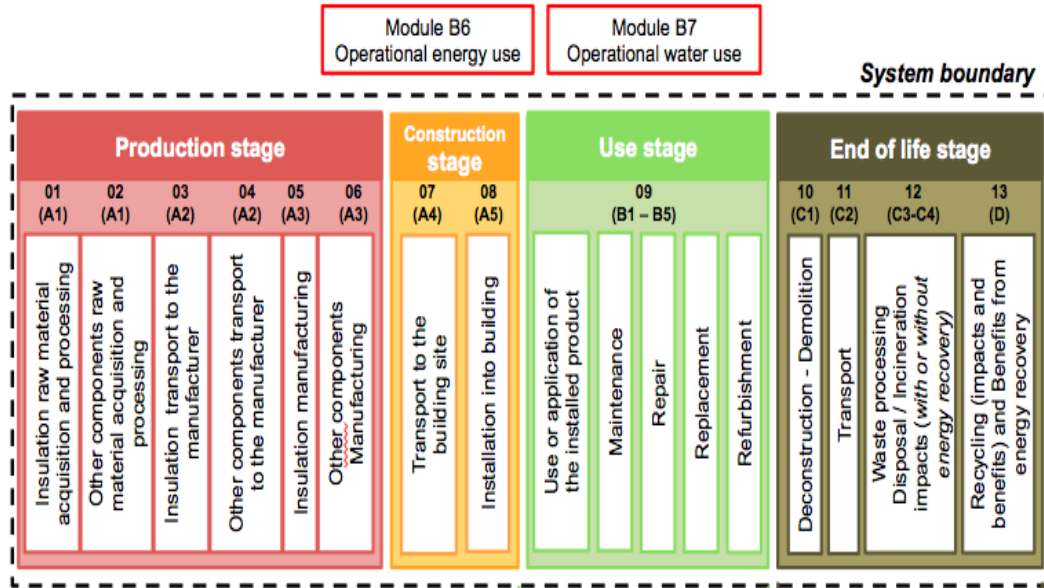 Module B6
Operational energy use
Module B7
Operational water use
System boundary
Production stage
Construction
stage
Use stage
End of life stage
01
(A1)
02
(A1)
03
(A2)
04
(A2)
05
(A3)
06
(A3)
07
(A4)
08
(A5)
09
(B1 – B5)
10
(C1)
11
(C2)
12
(C3-C4)
13
(D)
Insulation raw material
acquisition and processing
Other components raw
material acquisition and
processing
Insulation transport to the
manufacturer
Other components transport
to the manufacturer
Insulation manufacturing
Other components
Manufacturing
Transport to the
building site
Installation into building
Use or application of
the installed product
Maintenance
Repair
Replacement
Refurbishment
Deconstruction - Demolition
Transport
Waste processing
Disposal / Incineration
impacts (with or without
energy recovery)
Recycling (impacts and
benefits) and Benefits from
energy recovery